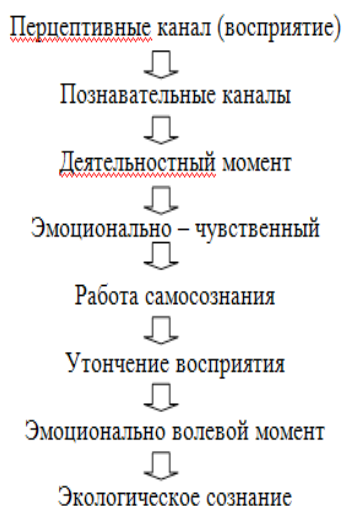 Перцептивные канал (восприятие)
Познавательные каналы
Деятельностный момент
Эмоционально – чувственный
Работа самосознания
Утончение восприятия
Эмоционально волевой момент
Экологическое сознание